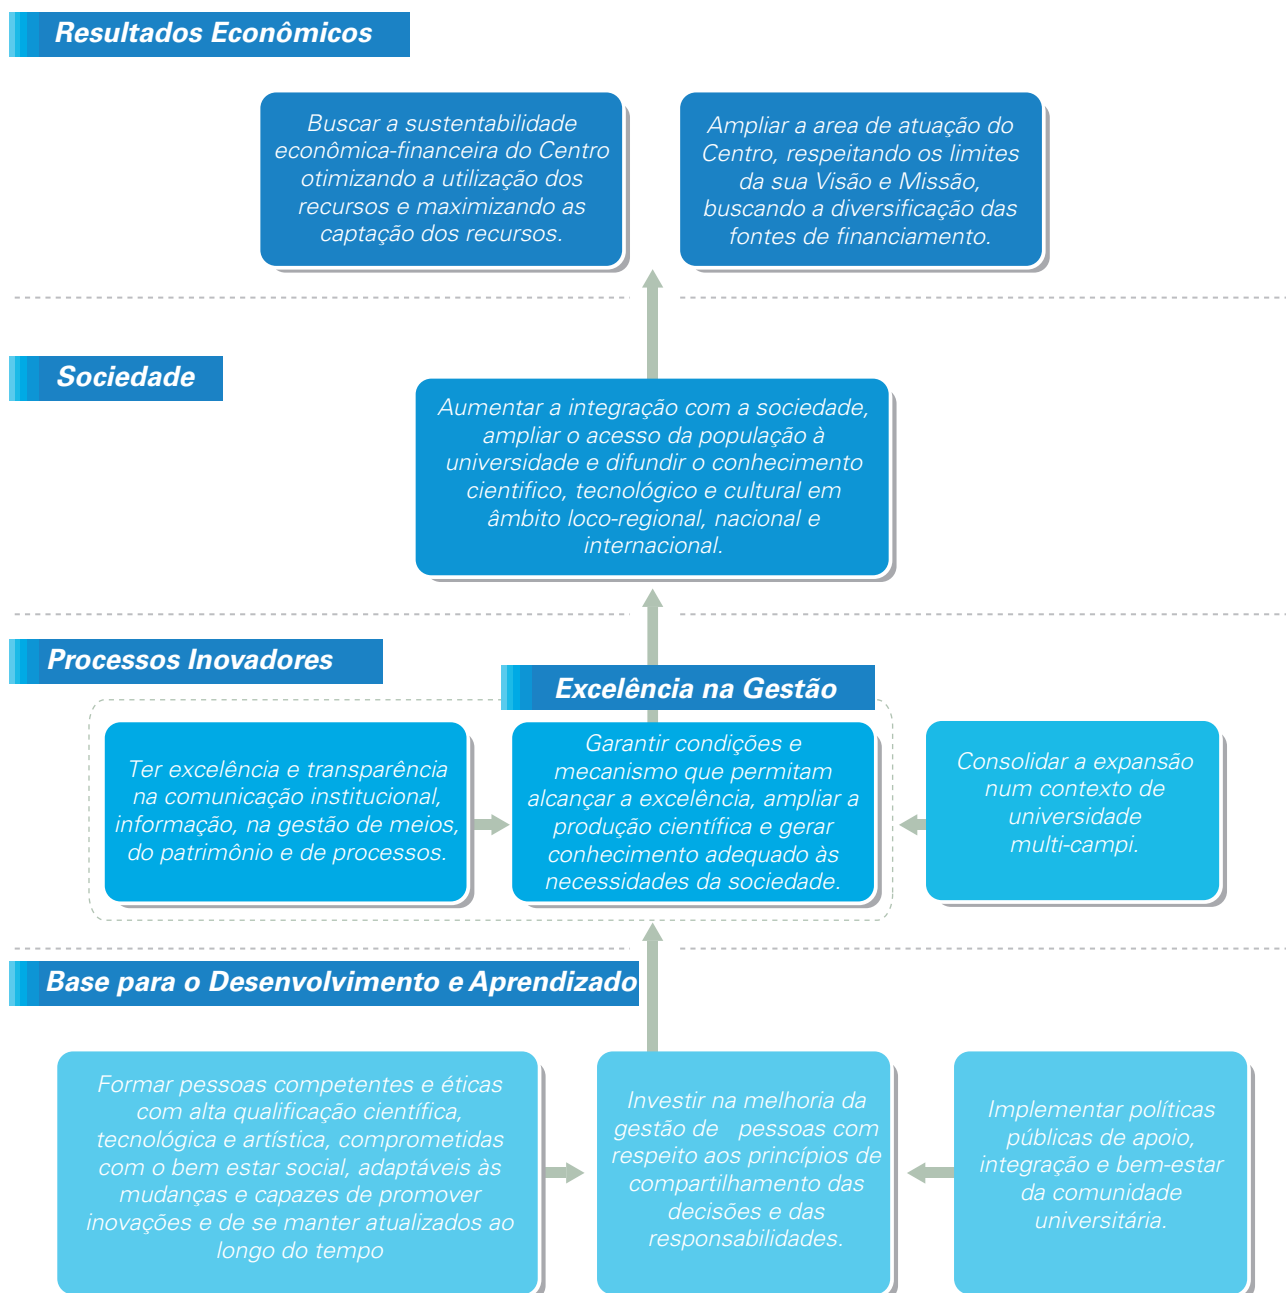 Resultados Econômicos
Buscar a sustentabilidade
econômica-financeira do Centro
otimizando a utilização dos
recursos e maximizando as
captação dos recursos.
Ampliar a area de atuação do
Centro, respeitando os limites
da sua Visão e Missão,
buscando a diversificação das
fontes de financiamento.
Sociedade
Aumentar a integração com a sociedade,
ampliar o acesso da população à
universidade e difundir o conhecimento
cientifico, tecnológico e cultural em
âmbito loco-regional, nacional e
internacional.
Processos Inovadores
Excelência na Gestão
Ter excelência e transparência
na comunicação institucional,
informação, na gestão de meios,
do patrimônio e de processos.
Garantir condições e
mecanismo que permitam
alcançar a excelência, ampliar a
produção científica e gerar
conhecimento adequado às
necessidades da sociedade.
Consolidar a expansão
num contexto de
universidade
multi-campi.
Base para o Desenvolvimento e Aprendizado
Formar pessoas competentes e éticas
com alta qualificação científica,
tecnológica e artística, comprometidas
com o bem estar social, adaptáveis às
mudanças e capazes de promover
inovações e de se manter atualizados ao
longo do tempo
Investir na melhoria da
gestão de pessoas com
respeito aos princípios de
compartilhamento das
decisões e das
responsabilidades.
Implementar políticas
públicas de apoio,
integração e bem-estar
da comunidade
universitária.